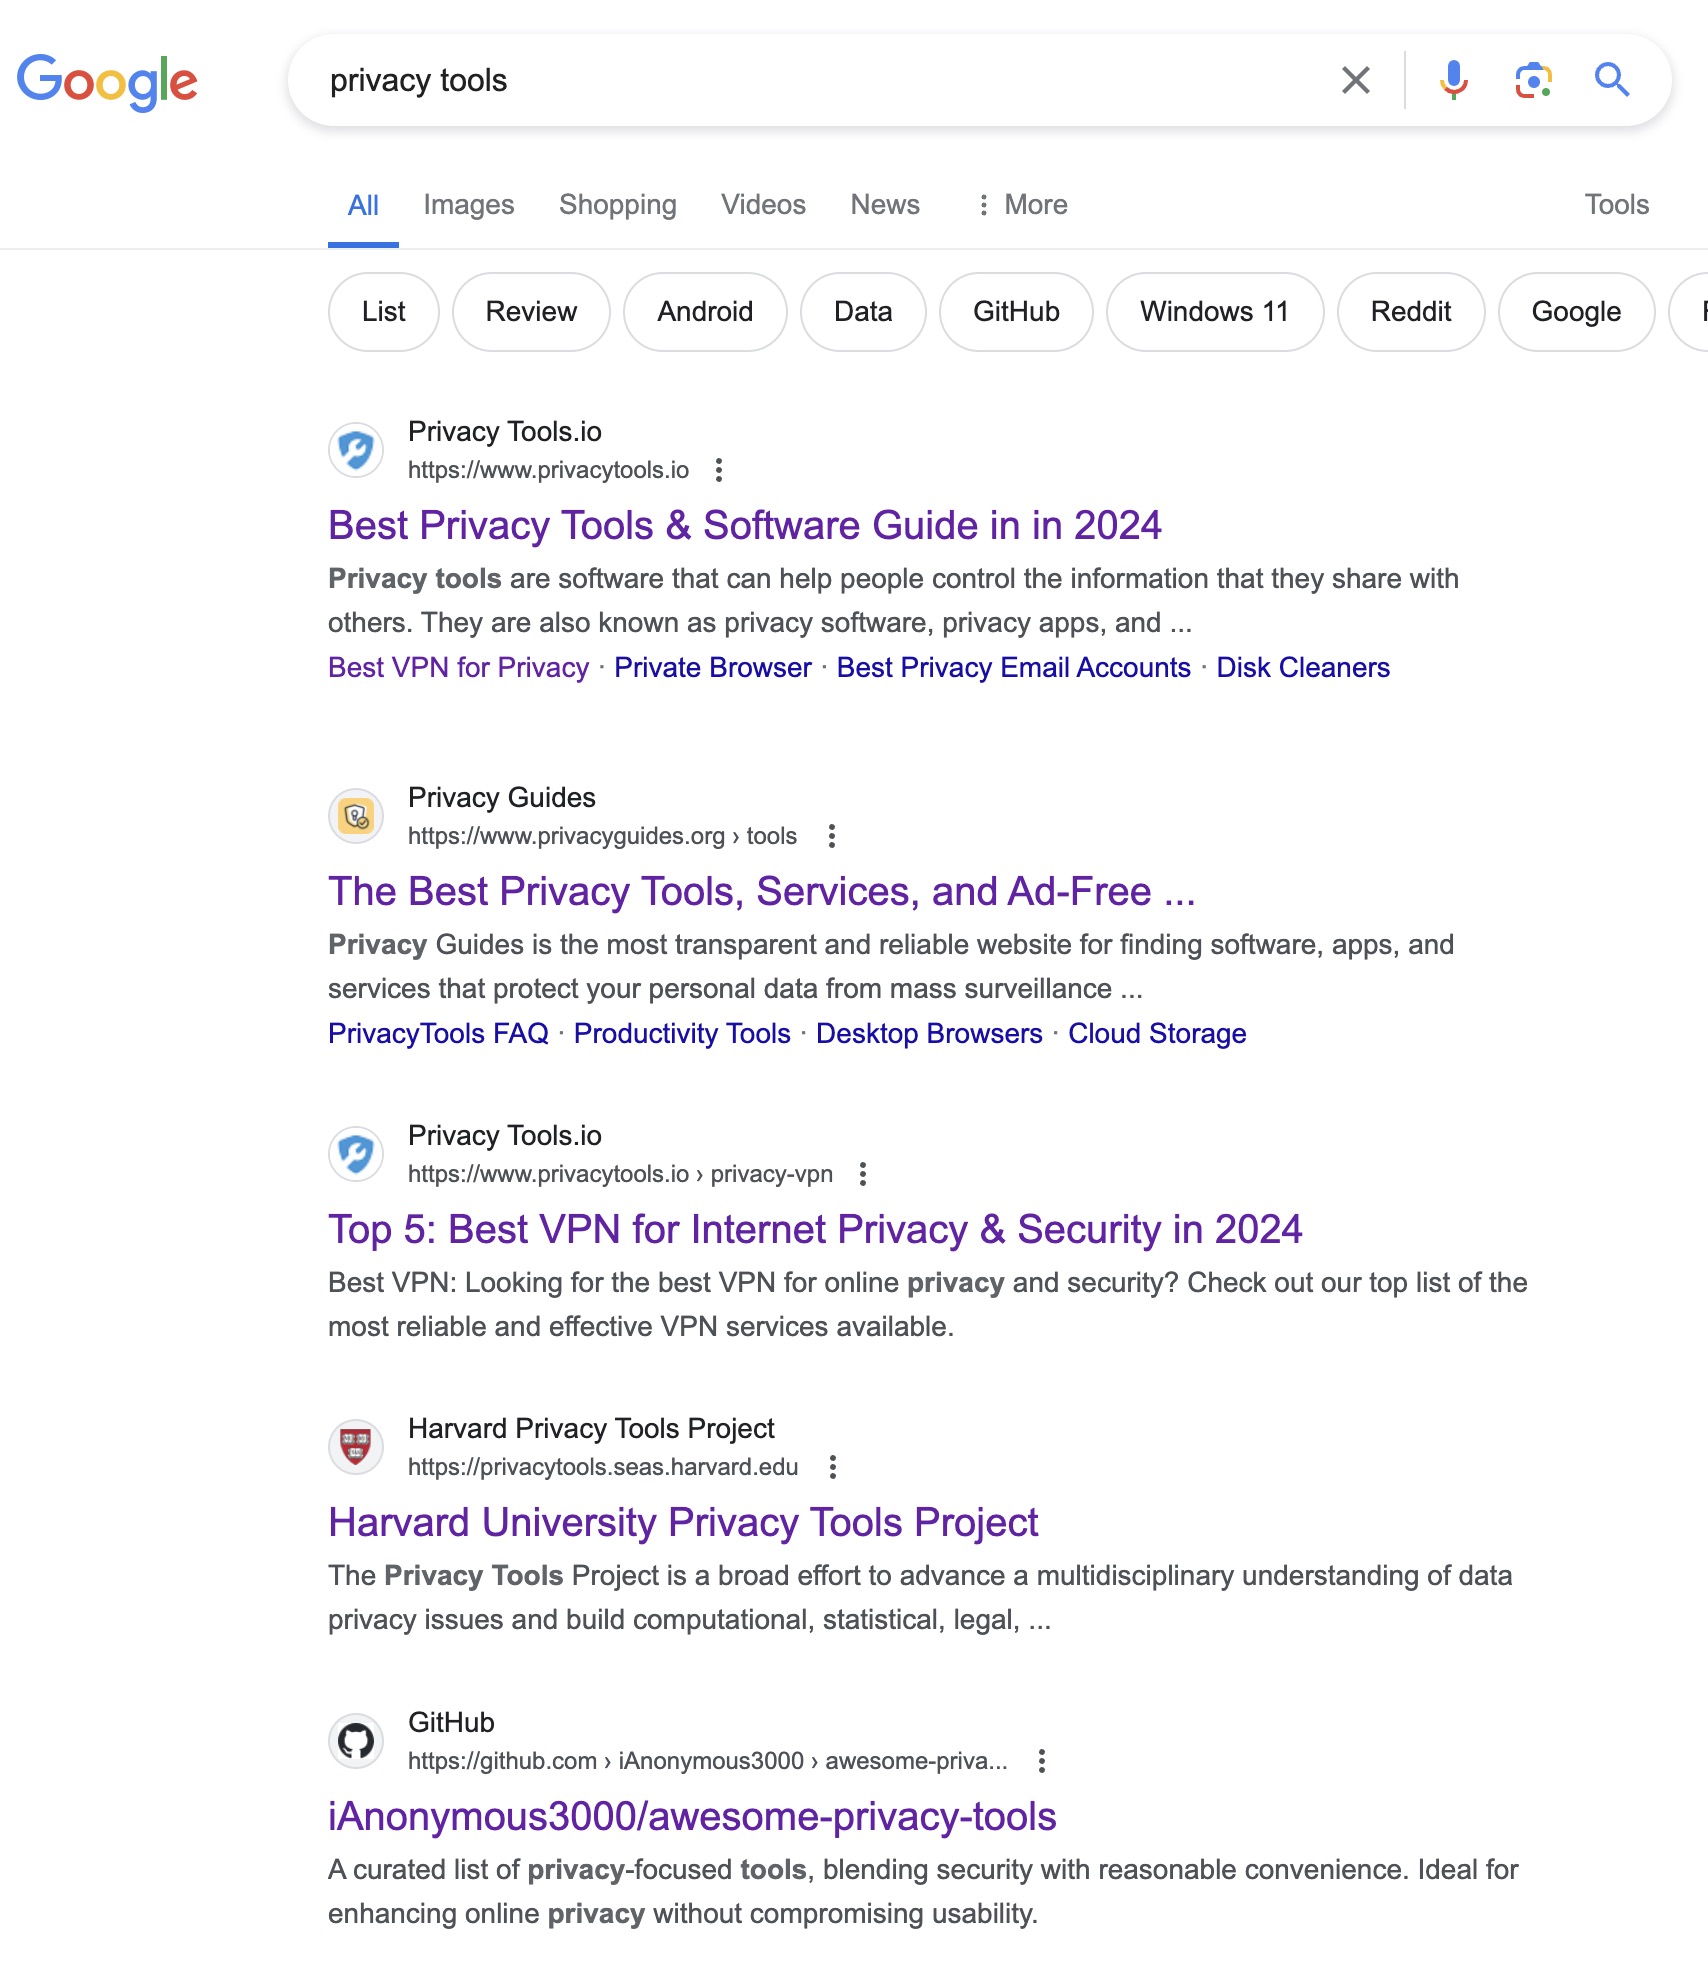 Google
privacy tools
All Images Shopping Videos News More Tools
List Review Android Data GitHub Windows 11 Reddit Google
Privacy Tools.io
https://www.privacytools.io
Best Privacy Tools & Software Guide in in 2024
Privacy tools are software that can help people control the information that they share with
others. They are also known as privacy software, privacy apps, and ...
Best VPN for Privacy · Private Browser · Best Privacy Email Accounts · Disk Cleaners
Privacy Guides
https://www.privacyguides.org › tools
The Best Privacy Tools, Services, and Ad-Free ...
Privacy Guides is the most transparent and reliable website for finding software, apps, and
services that protect your personal data from mass surveillance ...
PrivacyTools FAQ · Productivity Tools · Desktop Browsers · Cloud Storage
Privacy Tools.io
https://www.privacytools.io › privacy-vpn
Top 5: Best VPN for Internet Privacy & Security in 2024
Best VPN: Looking for the best VPN for online privacy and security? Check out our top list of the
most reliable and effective VPN services available.
Harvard Privacy Tools Project
https://privacytools.seas.harvard.edu
Harvard University Privacy Tools Project
The Privacy Tools Project is a broad effort to advance a multidisciplinary understanding of data
privacy issues and build computational, statistical, legal, ...
GitHub
https://github.com › iAnonymous3000 › awesome-priva...
iAnonymous3000/awesome-privacy-tools
A curated list of privacy-focused tools, blending security with reasonable convenience. Ideal for
enhancing online privacy without compromising usability.